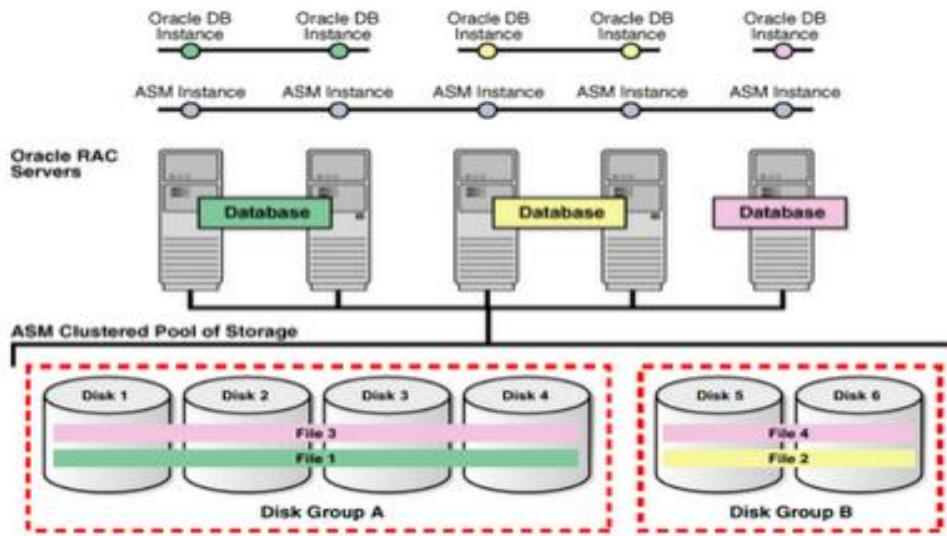 Oracle DB Instance
Oracle DB Instance
Oracle DB Instance
Oracle DB Instance
Oracle DB Instance
ASM Instance
ASM Instance
ASM Instance
ASM Instance
ASM Instance
Oracle RAC
Servers
Database
Database
Database
ASM Clustered Pool of Storage
Disk 1
Disk 2
Disk 3
Disk 4
Disk 5
Disk 6
File 3
File 4
File 1
File 2
Disk Group A
Disk Group B